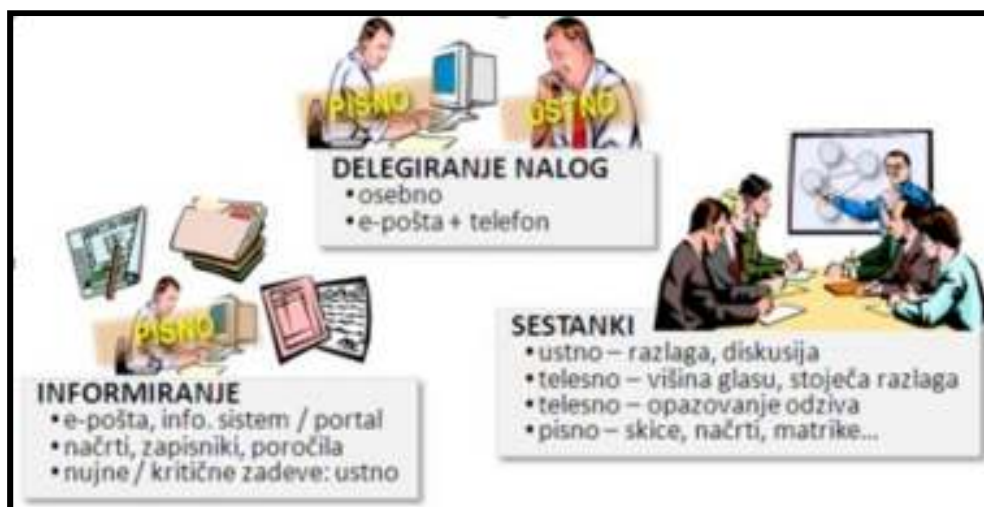 PISNO
USTNO
DELEGIRANJE NALOG
• osebno
• e-pošta + telefon
PISNO
INFORMIRANJE
• e-pošta, info. sistem / portal
• načrti, zapisniki, poročila
• nujne / kritične zadeve: ustno
SESTANKI
• ustno – razlaga, diskusija
• telesno – višina glasu, stoječa razlaga
• telesno – opazovanje odziva
• pisno – skice, načrti, matrike...